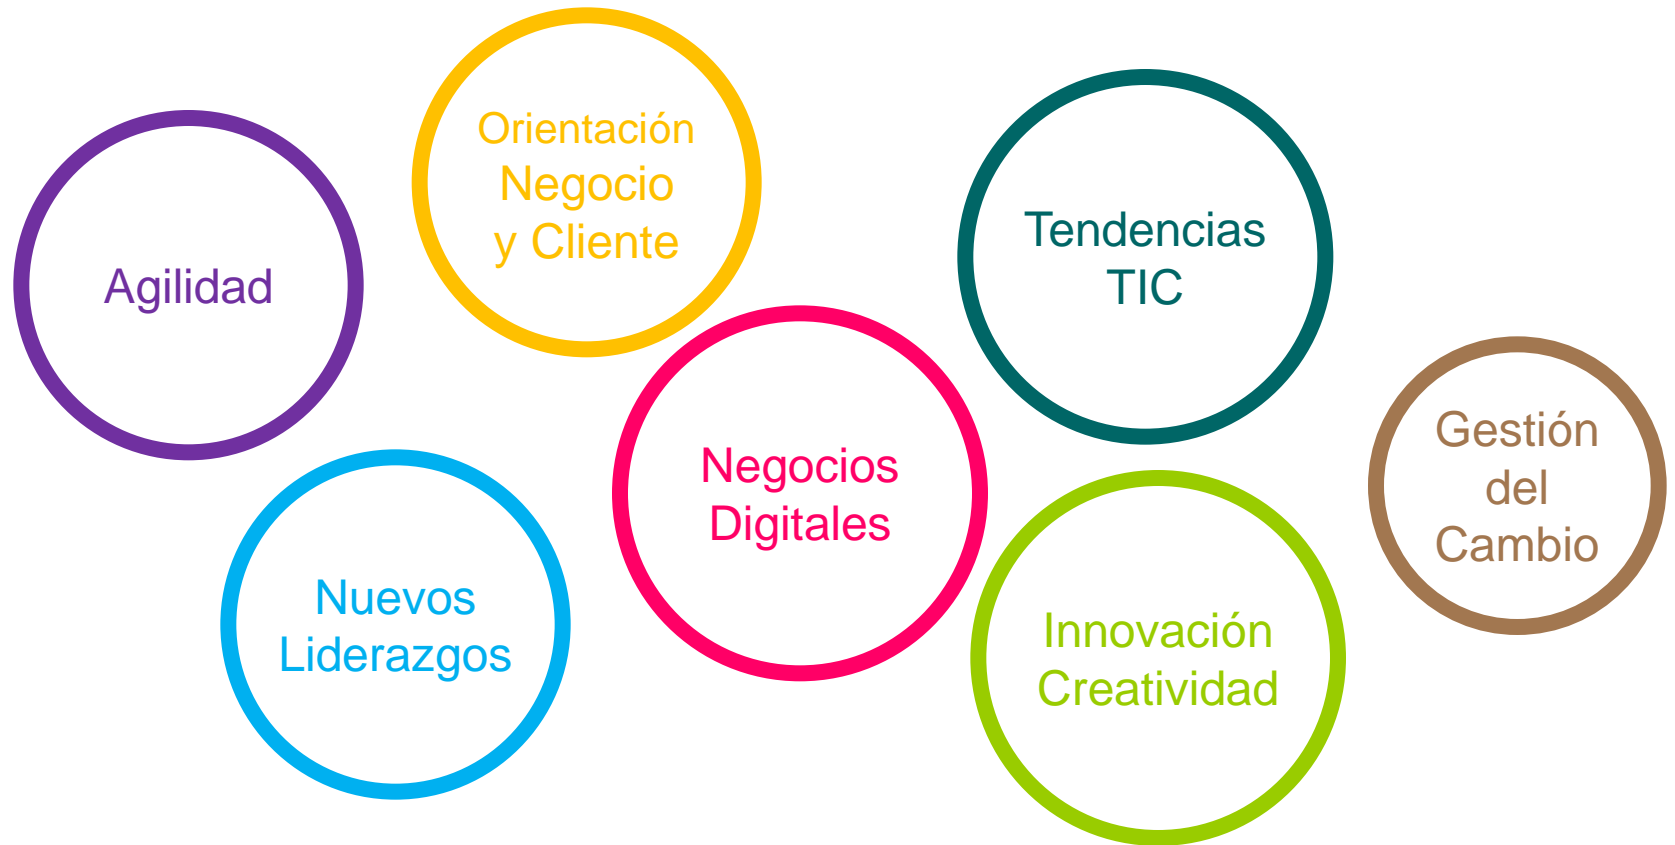 Agilidad
Orientación
Negocio
y Cliente
Tendencias
TIC
Nuevos
Liderazgos
Negocios
Digitales
Innovación
Creatividad
Gestión
del
Cambio